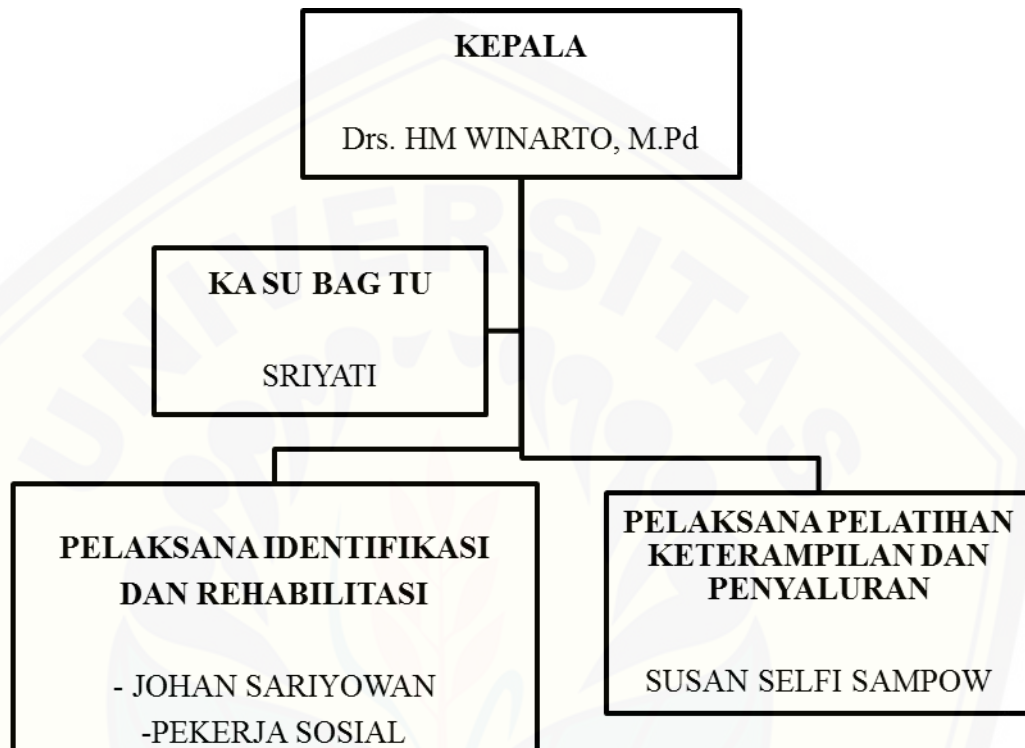 KEPALA
Drs. HM WINARTO, M.Pd
UNIVERSITAS
KA SU BAG TU
SRIYATI
PELAKSANA IDENTIFIKASI
DAN REHABILITASI
- JOHAN SARIYOWAN
-PEKERJA SOSIAL
PELAKSANA PELATIHAN
KETERAMPILAN DAN
PENYALURAN
SUSAN SELFI SAMPOW